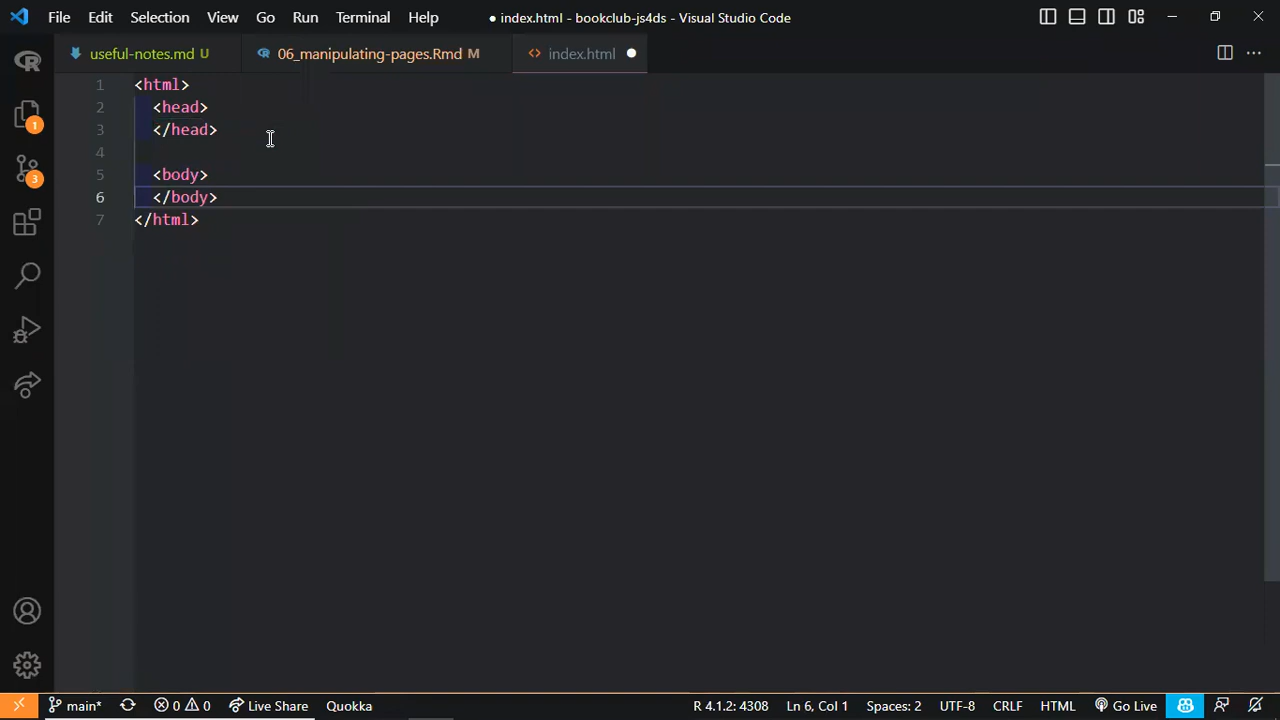 File Edit Selection View Go Run Terminal Help ● index.html - bookclub-js4ds - Visual Studio Code
useful-notes.md U 06_manipulating-pages.Rmd M <> index.html ●
1 <html>
2 <head>
3 </head>
4
5 <body>
6 </body>
7 </html>
1
3
main* 0 0 Live Share Quokka R 4.1.2: 4308 Ln 6, Col 1 Spaces: 2 UTF-8 CRLF HTML Go Live